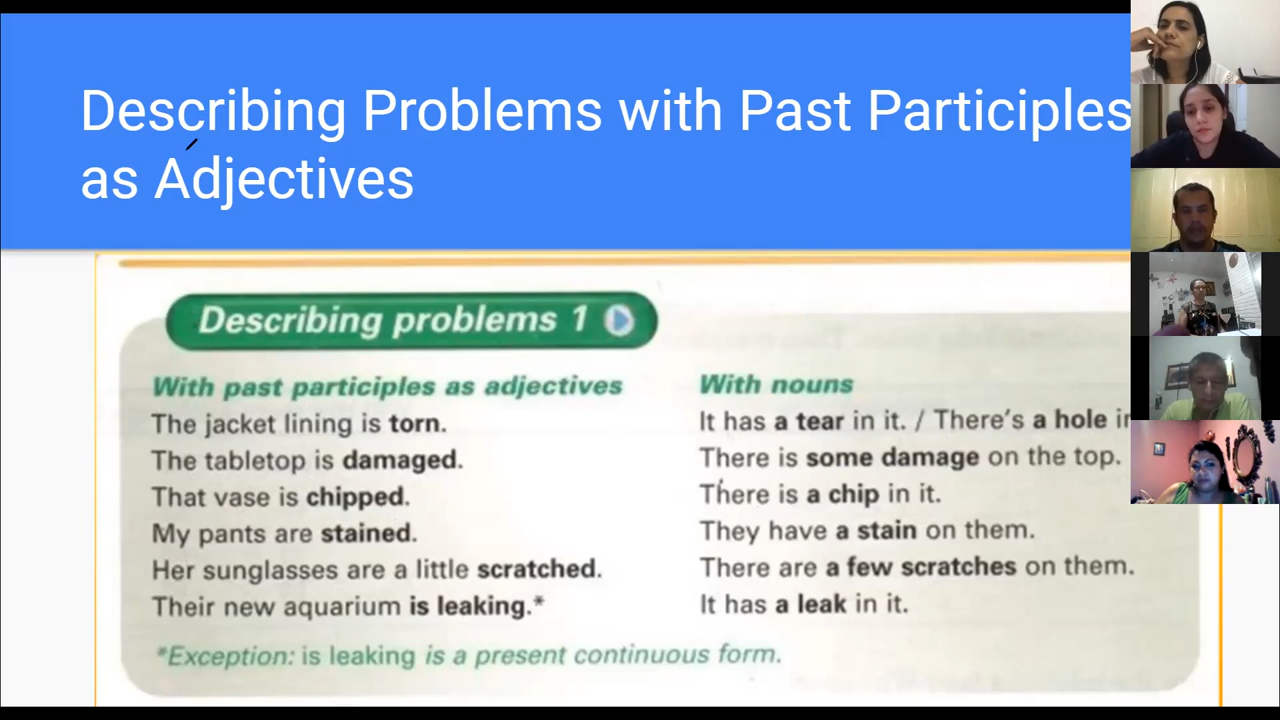 Describing Problems with Past Participles
as Adjectives
Describing problems 1
With past participles as adjectives
The jacket lining is torn.
The tabletop is damaged.
That vase is chipped.
My pants are stained.
Her sunglasses are a little scratched.
Their new aquarium is leaking.*
With nouns
It has a tear in it. / There's a hole in
There is some damage on the top.
There is a chip in it.
They have a stain on them.
There are a few scratches on them.
It has a leak in it.
*Exception: is leaking is a present continuous form.